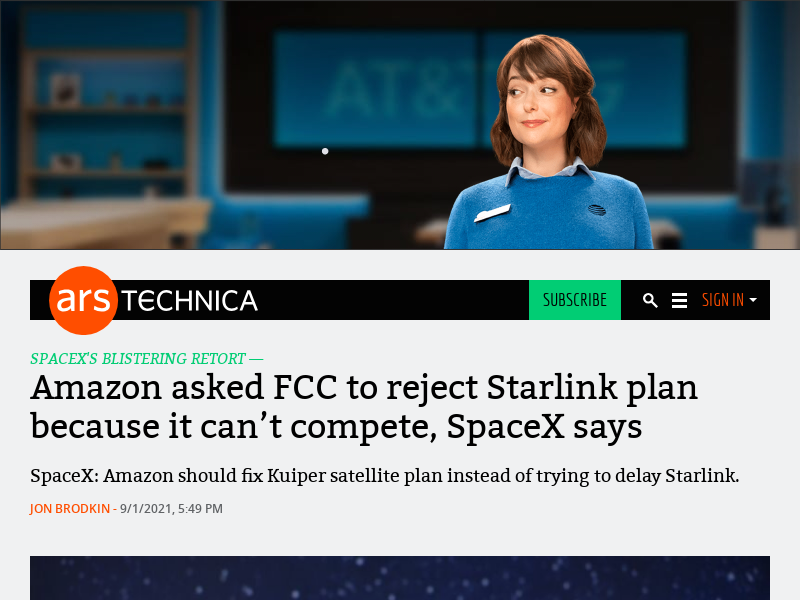 AT&T
ars TECHNICA
SUBSCRIBE
SIGN IN
SPACEX'S BLISTERING RETORT —
Amazon asked FCC to reject Starlink plan
because it can’t compete, SpaceX says
SpaceX: Amazon should fix Kuiper satellite plan instead of trying to delay Starlink.
JON BRODKIN - 9/1/2021, 5:49 PM